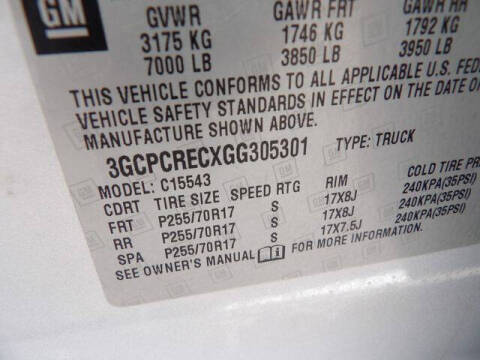 GM
GVWR GAWR FRT GAWR RR
3175 KG 1746 KG 1792 KG
7000 LB 3850 LB 3950 LB
THIS VEHICLE CONFORMS TO ALL APPLICABLE U.S. FED
VEHICLE SAFETY STANDARDS IN EFFECT ON THE DATE O
MANUFACTURE SHOWN ABOVE.
3GCPCRECXGG305301 TYPE: TRUCK
MODEL: C15543
CDRT TIRE SIZE SPEED RTG RIM COLD TIRE P
FRT P255/70R17 S 17X8J 240KPA(35PSI)
RR P255/70R17 S 17X8J 240KPA(35PSI)
SPA P255/70R17 S 17X7.5J 240KPA(35PSI)
SEE OWNER'S MANUAL FOR MORE INFORMATION.